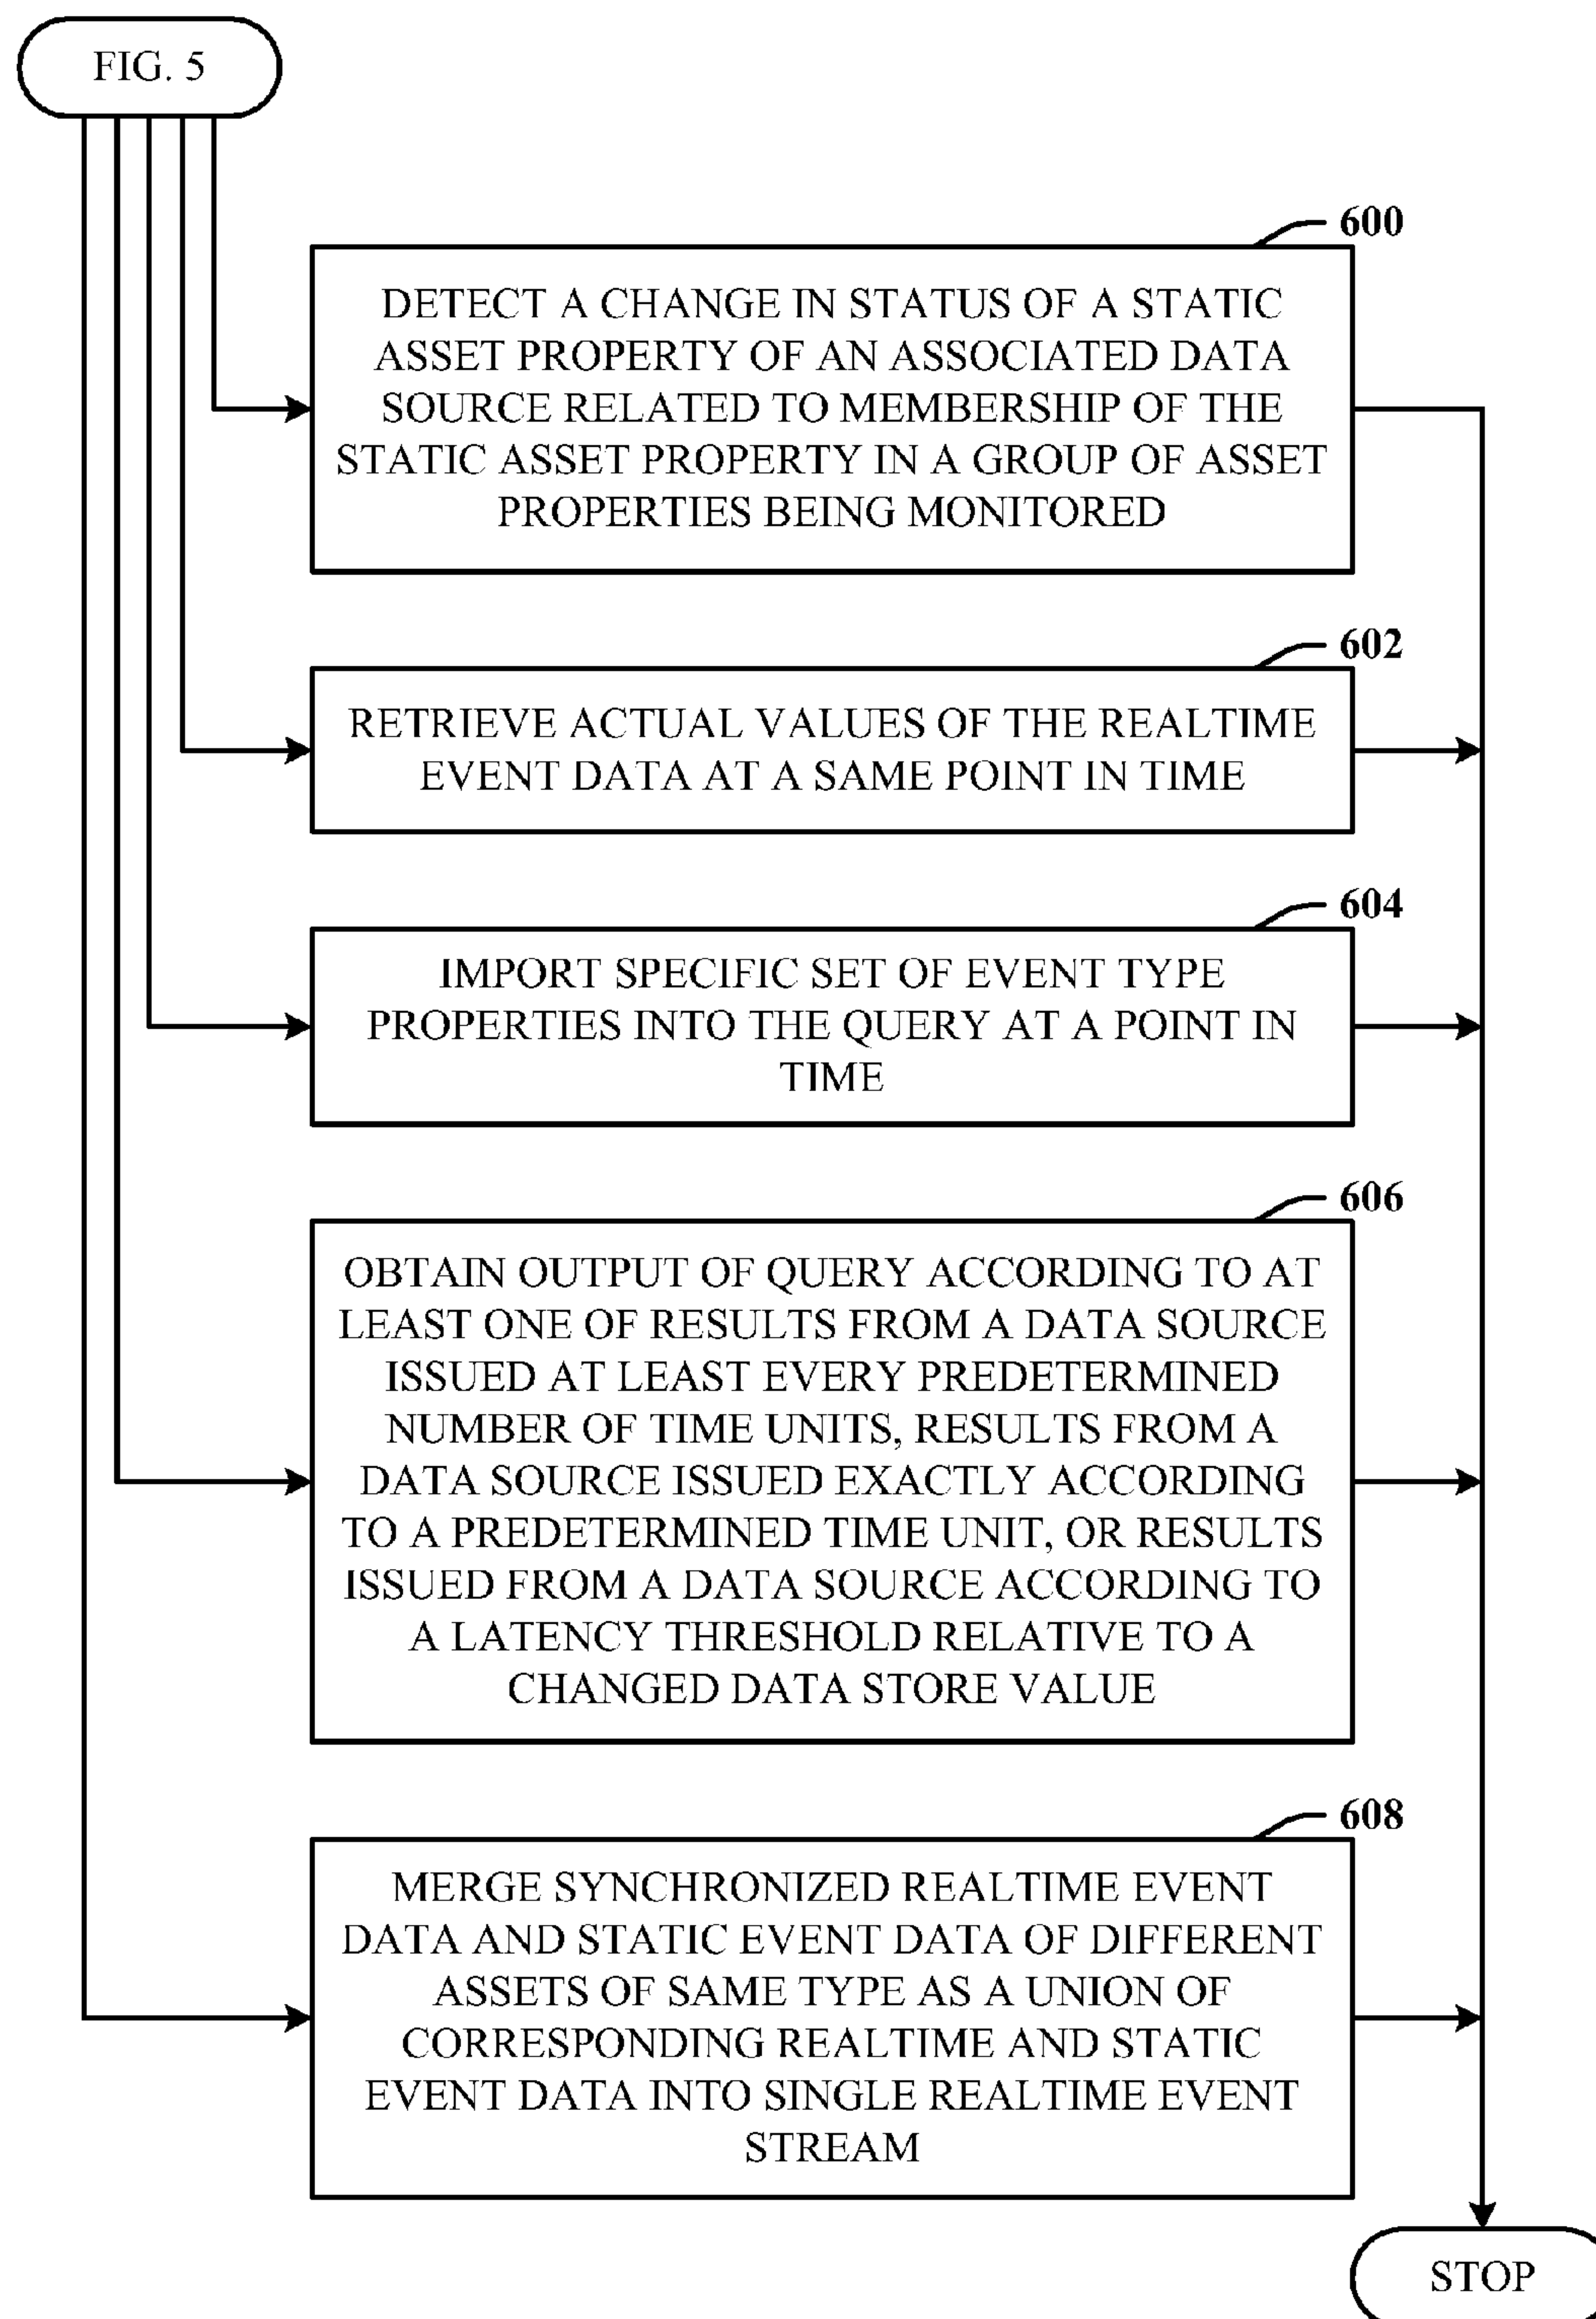 FIG. 5
600
DETECT A CHANGE IN STATUS OF A STATIC
ASSET PROPERTY OF AN ASSOCIATED DATA
SOURCE RELATED TO MEMBERSHIP OF THE
STATIC ASSET PROPERTY IN A GROUP OF ASSET
PROPERTIES BEING MONITORED
602
RETRIEVE ACTUAL VALUES OF THE REALTIME
EVENT DATA AT A SAME POINT IN TIME
604
IMPORT SPECIFIC SET OF EVENT TYPE
PROPERTIES INTO THE QUERY AT A POINT IN
TIME
606
OBTAIN OUTPUT OF QUERY ACCORDING TO AT
LEAST ONE OF RESULTS FROM A DATA SOURCE
ISSUED AT LEAST EVERY PREDETERMINED
NUMBER OF TIME UNITS, RESULTS FROM A
DATA SOURCE ISSUED EXACTLY ACCORDING
TO A PREDETERMINED TIME UNIT, OR RESULTS
ISSUED FROM A DATA SOURCE ACCORDING TO
A LATENCY THRESHOLD RELATIVE TO A
CHANGED DATA STORE VALUE
608
MERGE SYNCHRONIZED REALTIME EVENT
DATA AND STATIC EVENT DATA OF DIFFERENT
ASSETS OF SAME TYPE AS A UNION OF
CORRESPONDING REALTIME AND STATIC
EVENT DATA INTO SINGLE REALTIME EVENT
STREAM
STOP